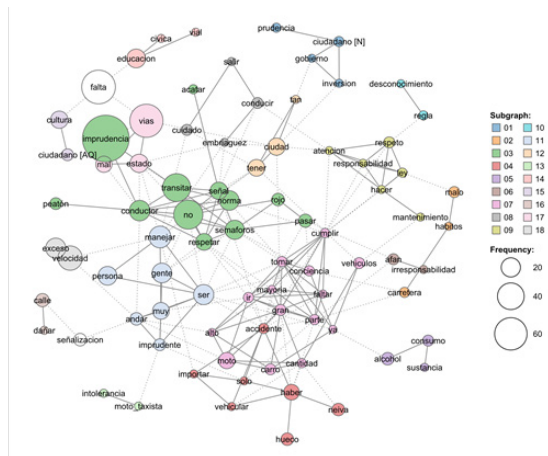 prudencia
ciudadano [N]
gobierno
inversion
civica
vial
educacion
salir
falta
acatar
conducir
tan
desconocimiento
regla
cultura
vias
cuidado
embriaguez
ciudad
imprudencia
atencion
respeto
ciudadano [AQ]
mal
estado
tener
responsabilidad
ley
transitar
señal
hacer
malo
peatón
conductor
no
norma
rojo
pasar
mantenimiento
habitos
semaforos
respetar
cumplir
manejar
exceso
velocidad
tomar
vehiculos
afan
irresponsabilidad
persona
gente
conciencia
mayoria
faltar
carretera
ser
ir
gran
calle
andar
muy
parte
ya
dañar
señalizacion
imprudente
alto
accidente
consumo
alcohol
sustancia
moto
carro
cantidad
importar
solo
intolerancia
moto_taxista
vehicular
haber
neiva
hueco
Subgraph:
01 10
02 11
03 12
04 13
05 14
06 15
07 16
08 17
09 18
Frequency:
20
40
60